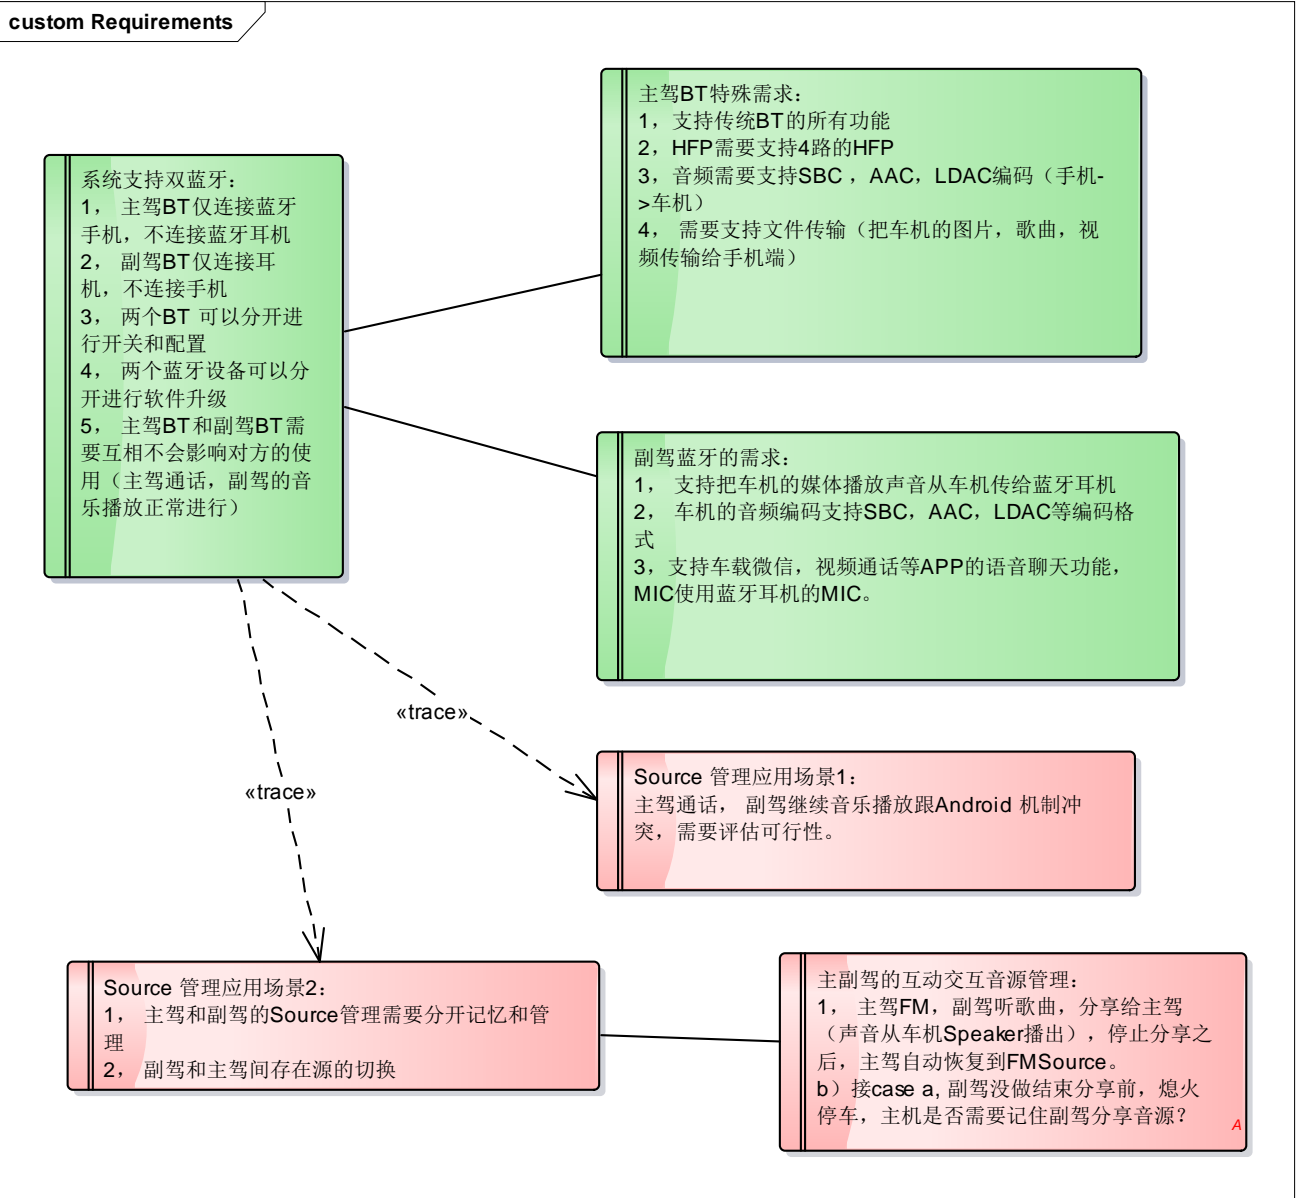 custom Requirements
主驾BT特殊需求：
1，支持传统BT的所有功能
2，HFP需要支持4路的HFP
3，音频需要支持SBC ，AAC，LDAC编码（手机-
>车机）
4， 需要支持文件传输（把车机的图片，歌曲，视
频传输给手机端）
系统支持双蓝牙：
1， 主驾BT仅连接蓝牙
手机，不连接蓝牙耳机
2， 副驾BT仅连接耳
机，不连接手机
3， 两个BT 可以分开进
行开关和配置
4， 两个蓝牙设备可以分
开进行软件升级
5， 主驾BT和副驾BT需
要互相不会影响对方的使
用（主驾通话，副驾的音
乐播放正常进行）
副驾蓝牙的需求：
1， 支持把车机的媒体播放声音从车机传给蓝牙耳机
2， 车机的音频编码支持SBC，AAC，LDAC等编码格
式
3，支持车载微信，视频通话等APP的语音聊天功能，
MIC使用蓝牙耳机的MIC。
«trace»
«trace»
Source 管理应用场景1：
主驾通话， 副驾继续音乐播放跟Android 机制冲
突，需要评估可行性。
Source 管理应用场景2：
1， 主驾和副驾的Source管理需要分开记忆和管
理
2， 副驾和主驾间存在源的切换
主副驾的互动交互音源管理：
1， 主驾FM，副驾听歌曲，分享给主驾
（声音从车机Speaker播出），停止分享之
后，主驾自动恢复到FMSource。
b）接case a, 副驾没做结束分享前，熄火
停车，主机是否需要记住副驾分享音源？
A